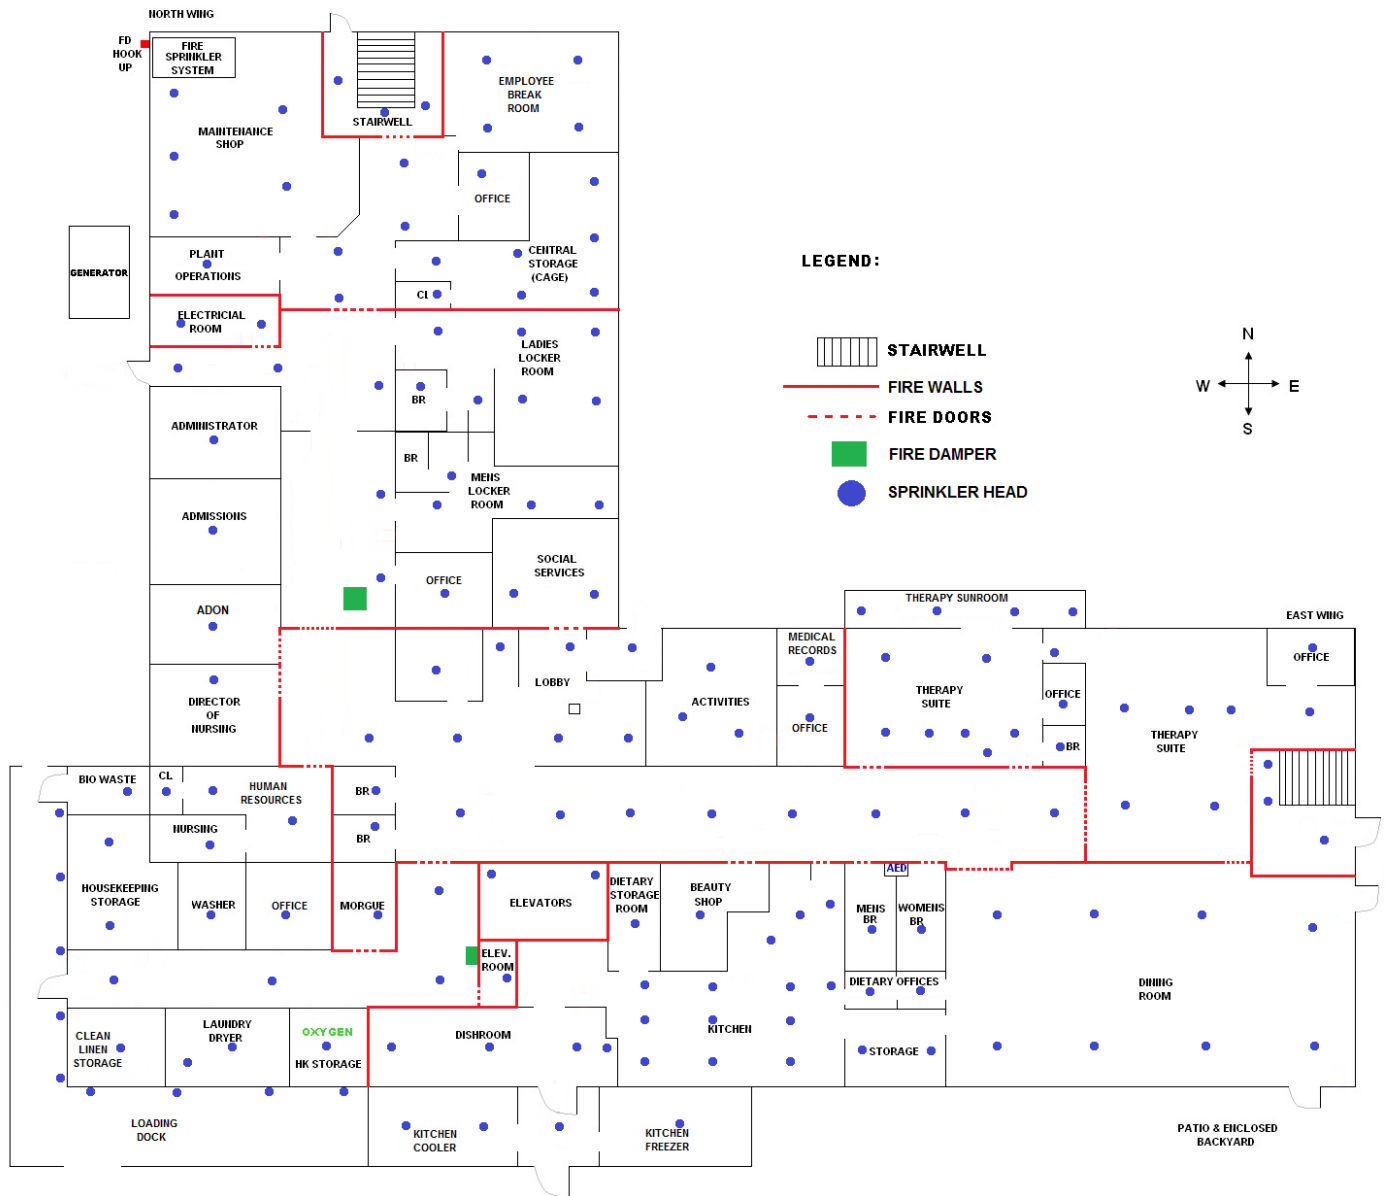 NORTH WING
FD
HOOK
UP
FIRE
SPRINKLER
SYSTEM
MAINTENANCE
SHOP
STAIRWELL
EMPLOYEE
BREAK
ROOM
OFFICE
PLANT
OPERATIONS
GENERATOR
CENTRAL
STORAGE
(CAGE)
CL
ELECTRICIAL
ROOM
LADIES
LOCKER
ROOM
BR
ADMINISTRATOR
BR
MENS
LOCKER
ROOM
ADMISSIONS
SOCIAL
SERVICES
OFFICE
ADON
LEGEND:
STAIRWELL
FIRE WALLS
FIRE DOORS
FIRE DAMPER
SPRINKLER HEAD
N
W
E
S
THERAPY SUNROOM
EAST WING
MEDICAL
RECORDS
OFFICE
LOBBY
ACTIVITIES
THERAPY
SUITE
OFFICE
DIRECTOR
OF
NURSING
OFFICE
BR
THERAPY
SUITE
BIO WASTE
CL
HUMAN
RESOURCES
BR
NURSING
BR
HOUSEKEEPING
STORAGE
WASHER
OFFICE
MORGUE
ELEVATORS
DIETARY
STORAGE
ROOM
BEAUTY
SHOP
AED
MENS
BR
WOMENS
BR
ELEV.
ROOM
DIETARY OFFICES
DINING
ROOM
CLEAN
LINEN
STORAGE
LAUNDRY
DRYER
OXYGEN
HK STORAGE
DISHROOM
KITCHEN
STORAGE
LOADING
DOCK
KITCHEN
COOLER
KITCHEN
FREEZER
PATIO & ENCLOSED
BACKYARD